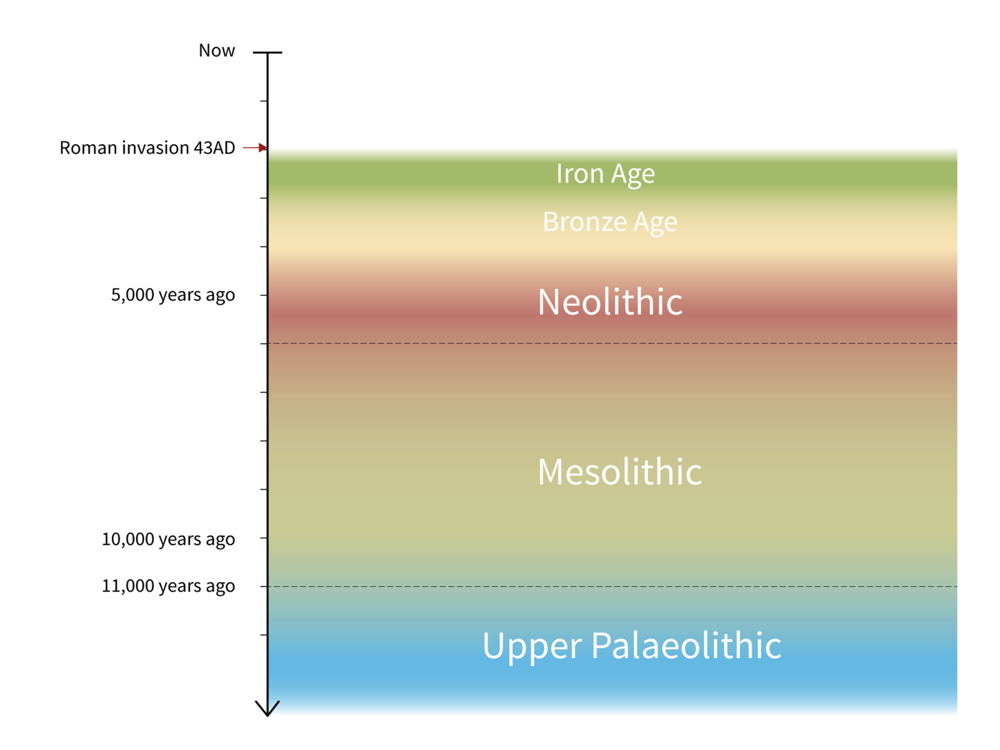 Now
Roman invasion 43AD
Iron Age
Bronze Age
5,000 years ago
Neolithic
Mesolithic
10,000 years ago
11,000 years ago
Upper Palaeolithic